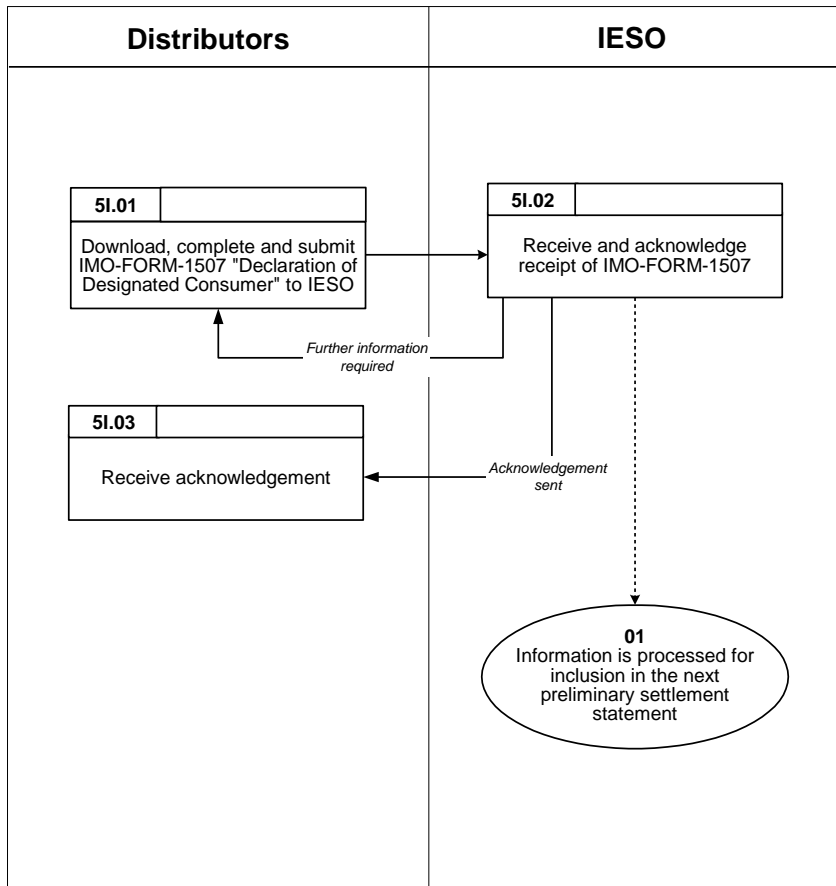 Distributors
IESO
5I.01
Download, complete and submit
IMO-FORM-1507 "Declaration of
Designated Consumer" to IESO
5I.02
Receive and acknowledge
receipt of IMO-FORM-1507
Further information
required
5I.03
Receive acknowledgement
Acknowledgement
sent
01
Information is processed for
inclusion in the next
preliminary settlement
statement